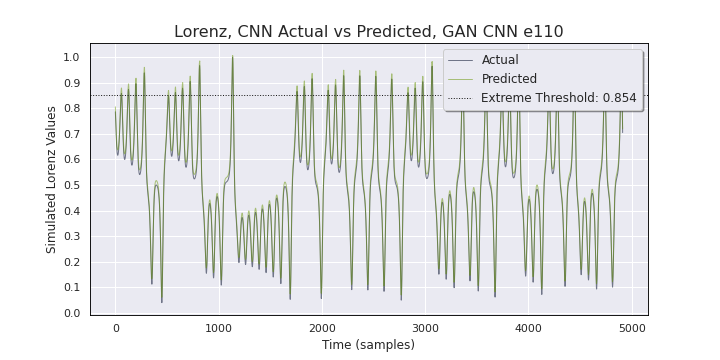 Lorenz, CNN Actual vs Predicted, GAN CNN e110
Actual
Predicted
Extreme Threshold: 0.854
Simulated Lorenz Values
1.0
0.9
0.8
0.7
0.6
0.5
0.4
0.3
0.2
0.1
0.0
0 1000 2000 3000 4000 5000
Time (samples)